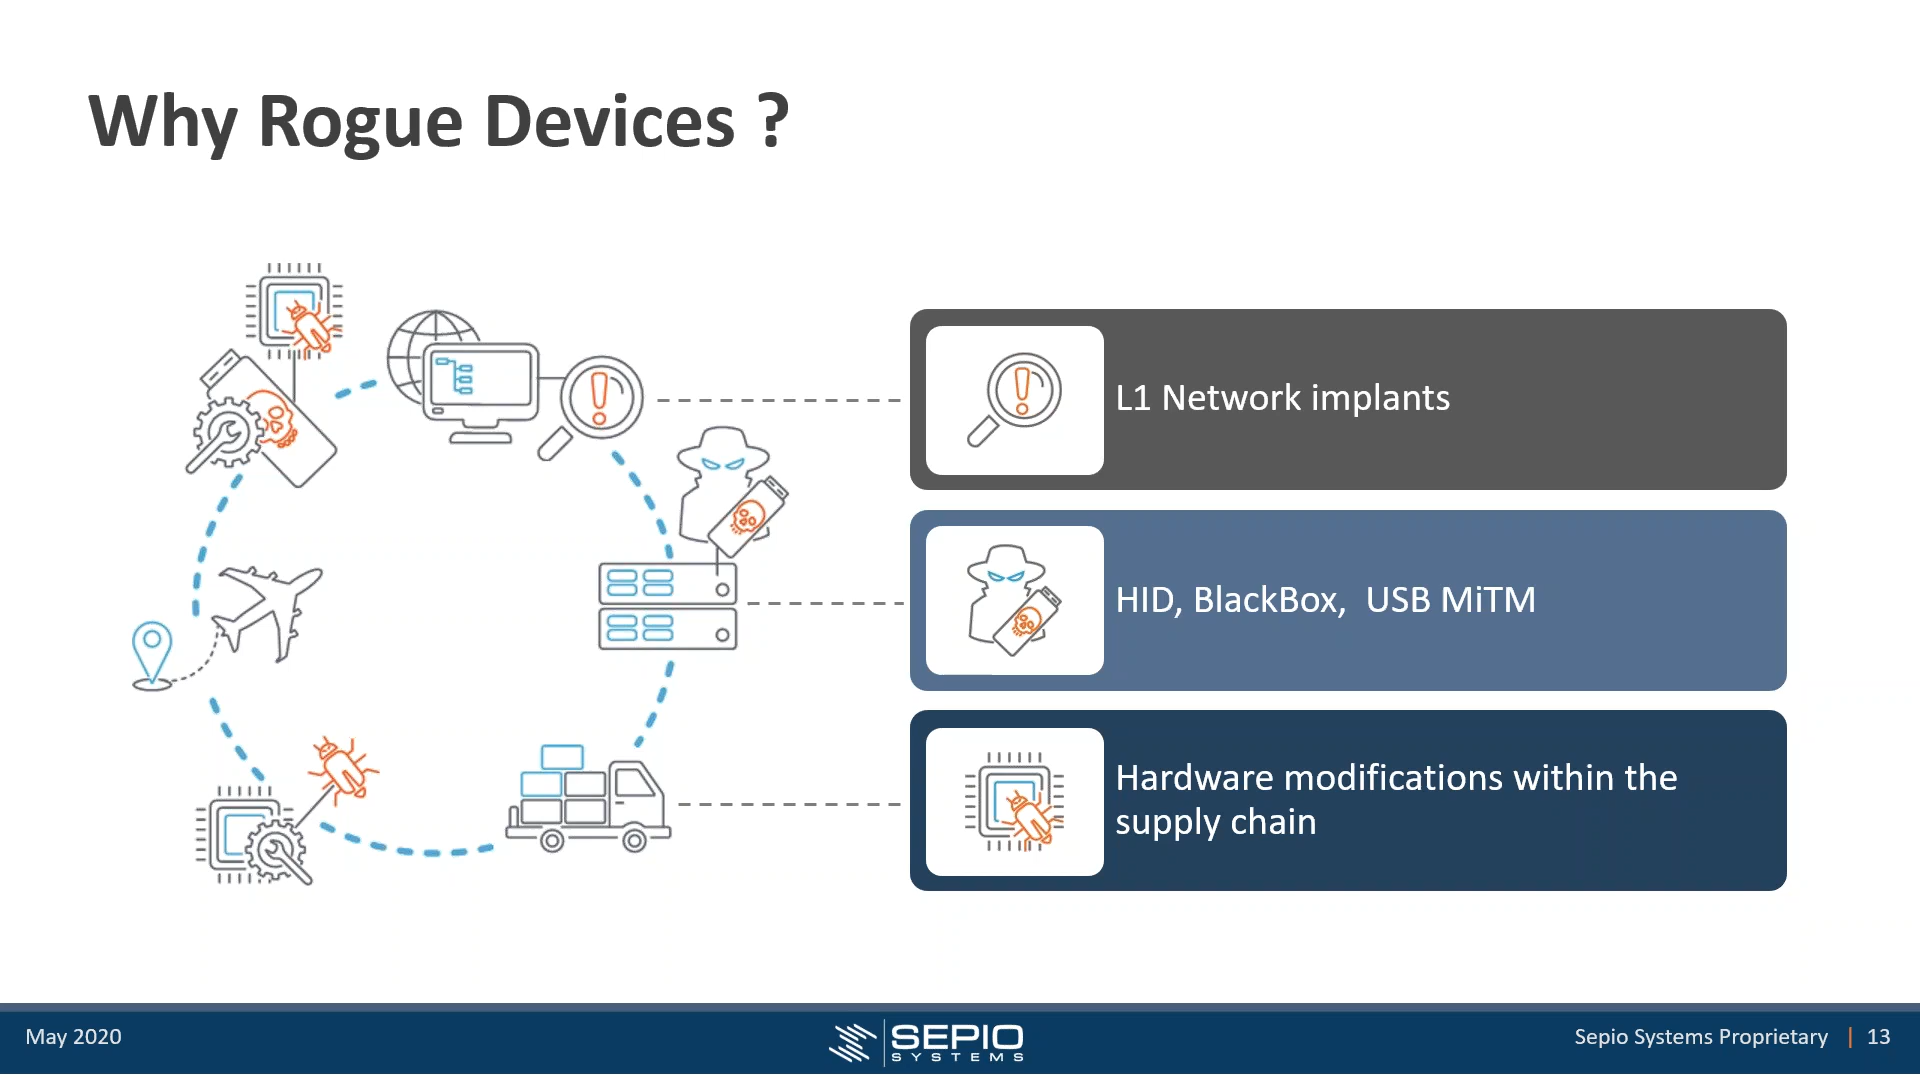 Why Rogue Devices ?
L1 Network implants
HID, BlackBox,  USB MiTM
Hardware modifications within the
supply chain
May 2020
SEPIO
SYSTEMS
Sepio Systems Proprietary | 13